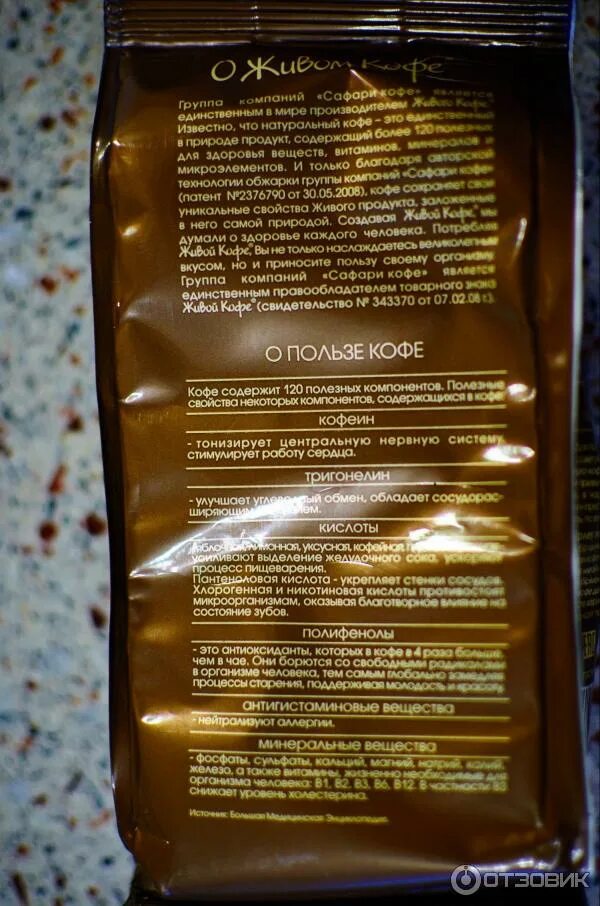 О Живом Кофе
Группа компаний «Сафари кофе» является
единственным в мире производителем Живого Кофе®.
Известно, что натуральный кофе - это единственный
в природе продукт, содержащий более 120 полезных
для здоровья веществ, витаминов, минералов и
микроэлементов. И только благодаря авторской
технологии обжарки группы компаний «Сафари кофе»
(патент №2376790 от 30.05.2008), кофе сохраняет свои
уникальные свойства Живого продукта, заложенные
в него самой природой. Создавая Живой Кофе®, мы
думали о здоровье каждого человека. Потребляя
Живой Кофе®, Вы не только наслаждаетесь великолепным
вкусом, но и приносите пользу своему организму.
Группа компаний «Сафари кофе» является
единственным правообладателем товарного знака
Живой Кофе® (свидетельство № 343370 от 07.02.08 г.).
О ПОЛЬЗЕ КОФЕ
Кофе содержит 120 полезных компонентов. Полезные
свойства некоторых компонентов, содержащихся в кофе
кофеин
- тонизирует центральную нервную систему
стимулирует работу сердца.
тригонелин
- улучшает углеводный обмен, обладает сосудорас-
ширяющим
кислоты
яблочная, лимонная, уксусная, кофейная,
усиливают выделение желудочного сока, ускоряют
процесс пищеварения.
Пантеноловая кислота - укрепляет стенки сосудов.
Хлорогенная и никотиновая кислоты противостоят
микроорганизмам, оказывая благотворное влияние на
состояние зубов.
полифенолы
- это антиоксиданты, которых в кофе в 4 раза больше,
чем в чае. Они борются со свободными радикалами
в организме человека, тем самым глобально замедляя
процессы старения, поддерживая молодость и красоту.
антигистаминовые вещества
- нейтрализуют аллергии.
минеральные вещества
- фосфаты, сульфаты, кальций, магний, натрий, калий,
железо, а также витамины, жизненно необходимые для
организма человека: В1, В2, В3, В6, В12. В частности В3
снижает уровень холестерина.
Источник: Большая Медицинская Энциклопедия.
ОТЗОВИК